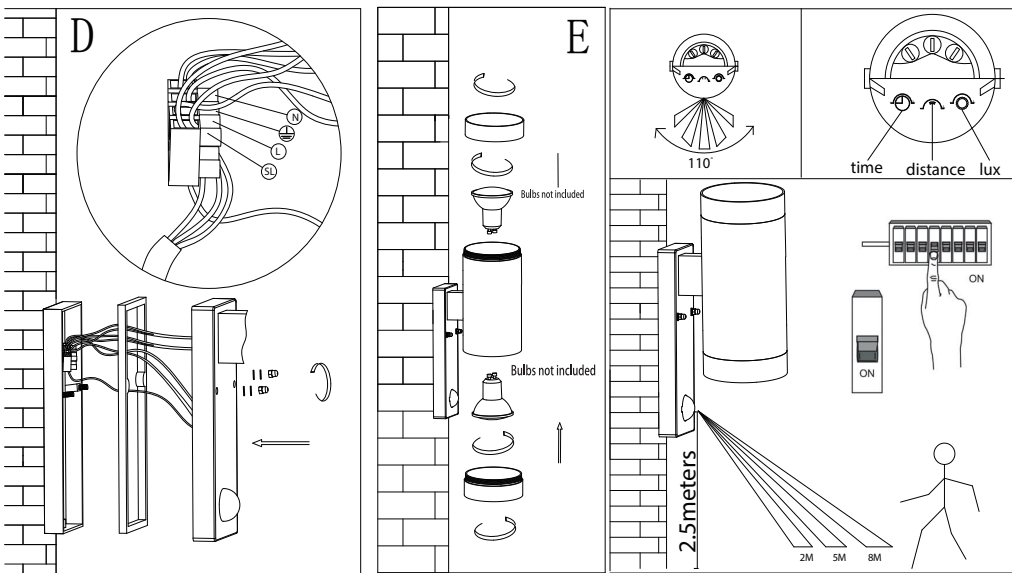 D
N
L
SL
E
Bulbs not included
Bulbs not included
110°
time
distance
lux
ON
ON
2.5meters
2M
5M
8M